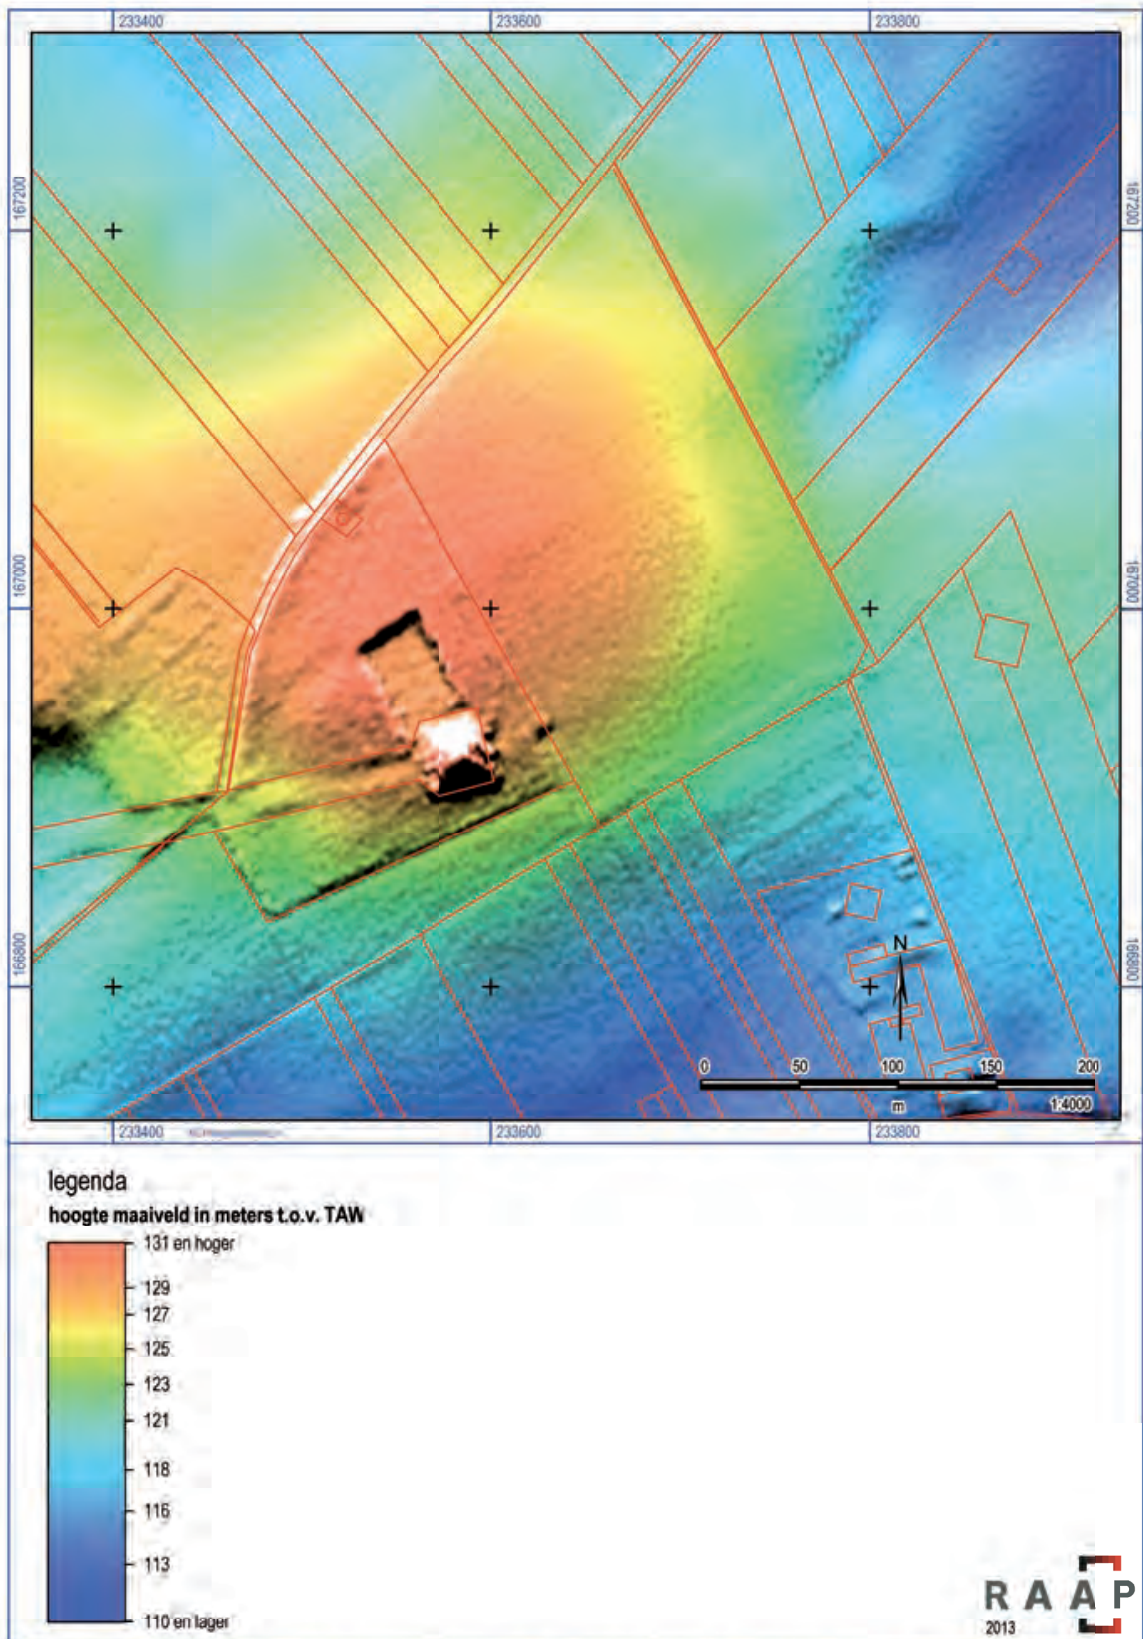 233400 233600 233800
167200 167200
167000 167000
166800 166800
N
0 50 100 150 200
m 1:4000
233400 233600 233800
legenda
hoogte maaiveld in meters t.o.v. TAW
131 en hoger
129
127
125
123
121
118
116
113
110 en lager
RAAP
2013